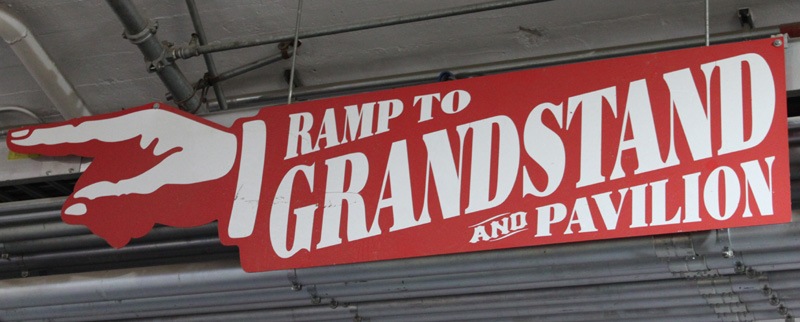 RAMP TO
GRANDSTAND
AND PAVILION